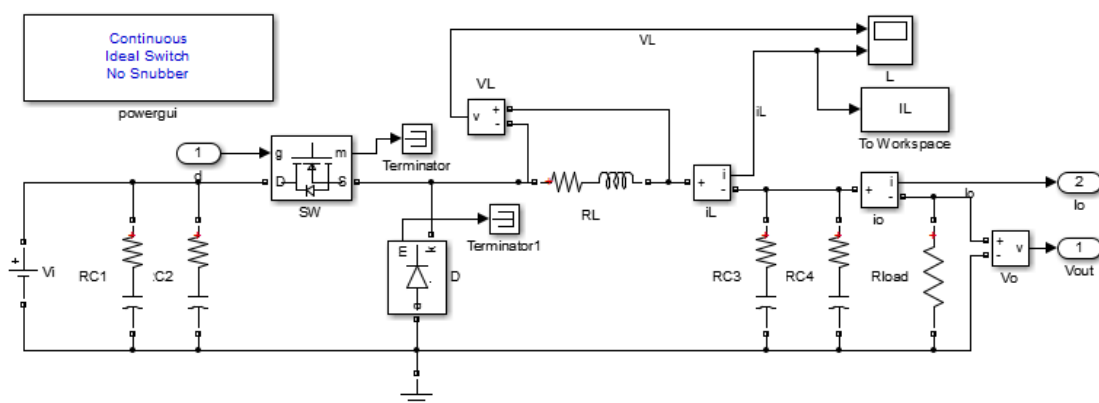 Continuous
Ideal Switch
No Snubber
powergui
VL
L
VL
v
+
-
iL
IL
To Workspace
1
d
g
m
D
S
SW
Terminator
RL
+
i
-
iL
+
i
-
io
Io
2
Io
m
k
a
D
Terminator1
+
Vi
RC1
:C2
RC3
RC4
Rload
+
-
v
Vo
1
Vout